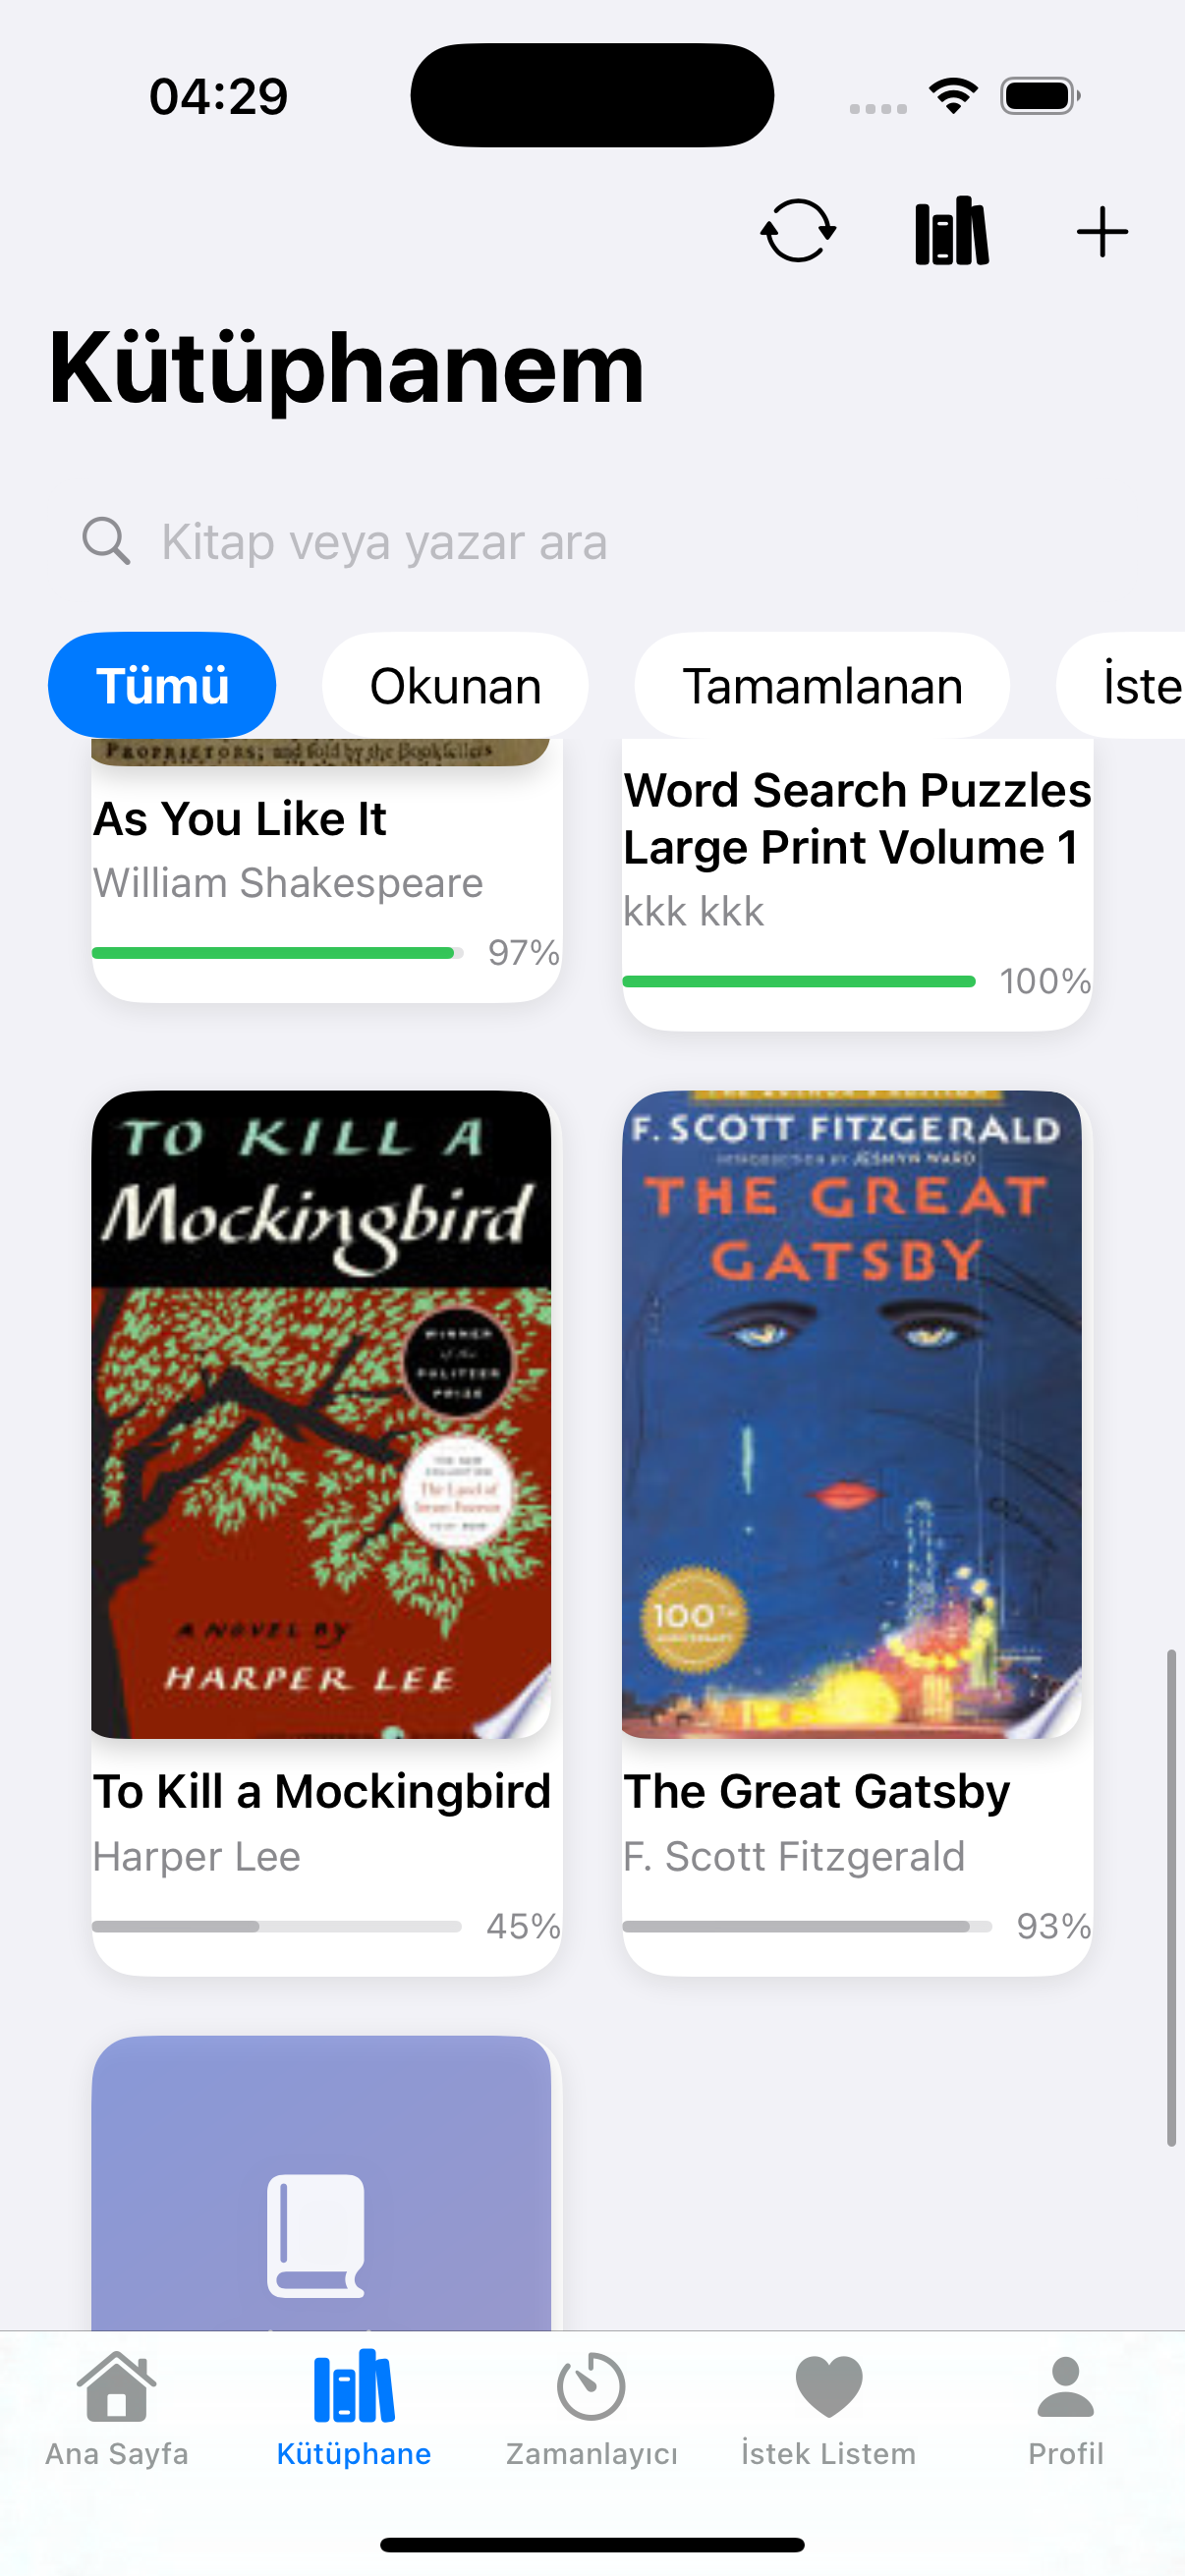 04:29
Kütüphanem
Kitap veya yazar ara
Tümü
Okunan
Tamamlanan
İste
PROPRIETORS; and sold by the Booksellers
As You Like It
William Shakespeare
97%
Word Search Puzzles
Large Print Volume 1
kkk kkk
100%
TO KILL A
Mockingbird
WINNER
of the
PULITZER
PRIZE
A NOVEL BY
HARPER LEE
To Kill a Mockingbird
Harper Lee
45%
F. SCOTT FITZGERALD
INTRODUCTION BY JESMYN WARD
THE GREAT
GATSBY
100TH
ANNIVERSARY
The Great Gatsby
F. Scott Fitzgerald
93%
Ana Sayfa
Kütüphane
Zamanlayıcı
İstek Listem
Profil